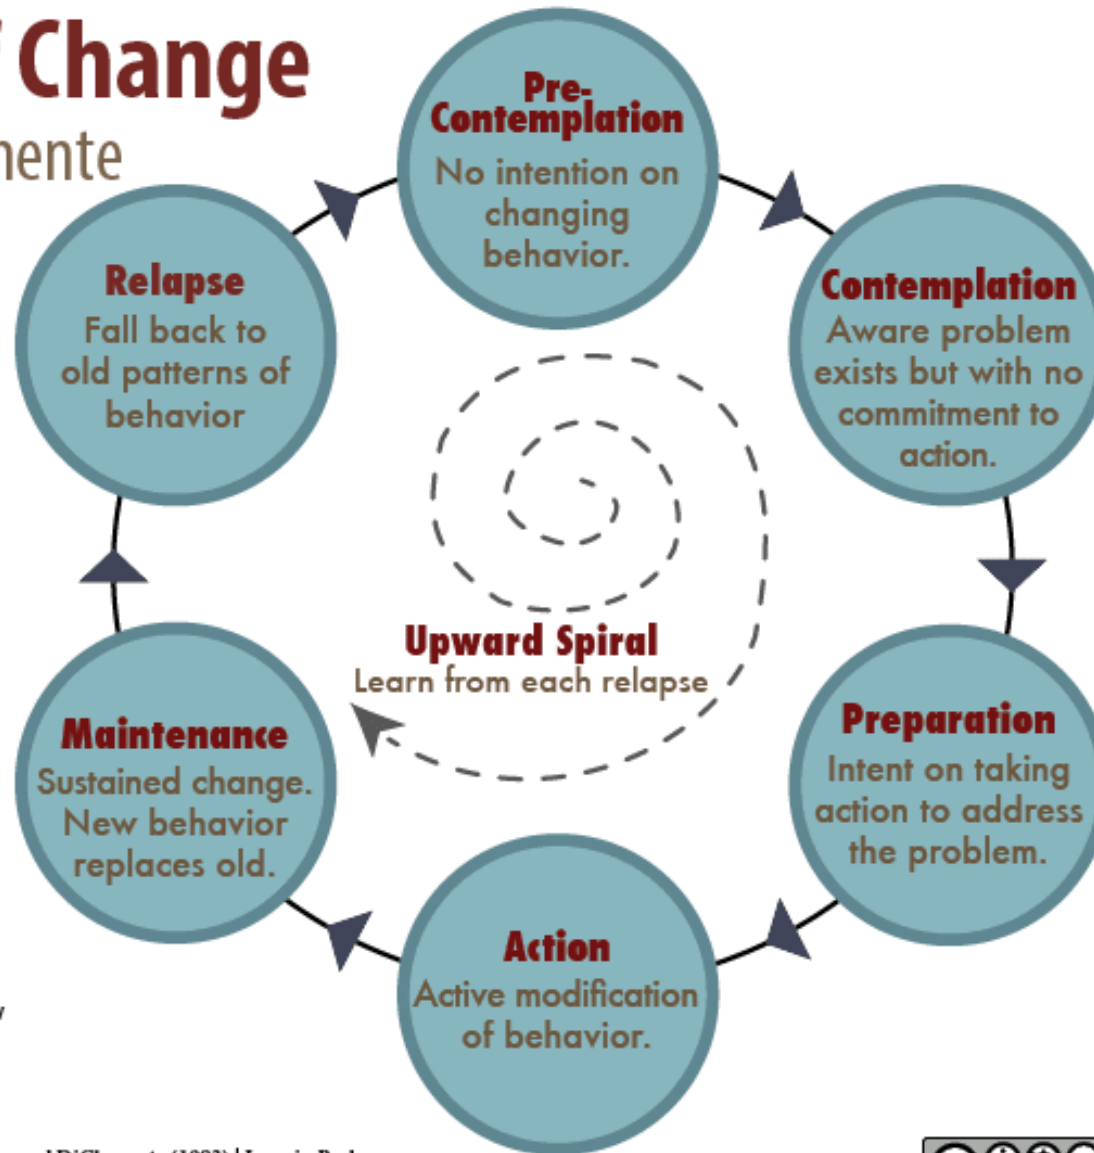 Change
Pre-
Contemplation
No intention on
changing
behavior.
Contemplation
Aware problem
exists but with no
commitment to
action.
Preparation
Intent on taking
action to address
the problem.
Action
Active modification
of behavior.
Maintenance
Sustained change.
New behavior
replaces old.
Relapse
Fall back to
old patterns of
behavior
Upward Spiral
Learn from each relapse